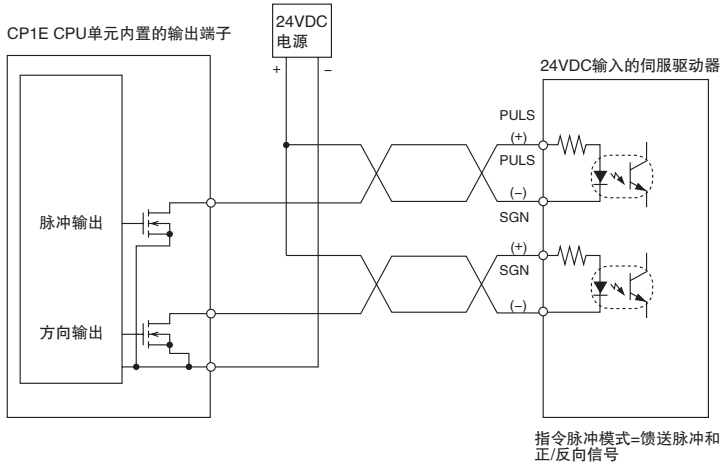 CP1E CPU单元内置的输出端子
24VDC
电源
+
–
24VDC输入的伺服驱动器
PULS
(+)
PULS
(–)
SGN
(+)
SGN
(–)
脉冲输出
方向输出
指令脉冲模式=馈送脉冲和
正/反向信号